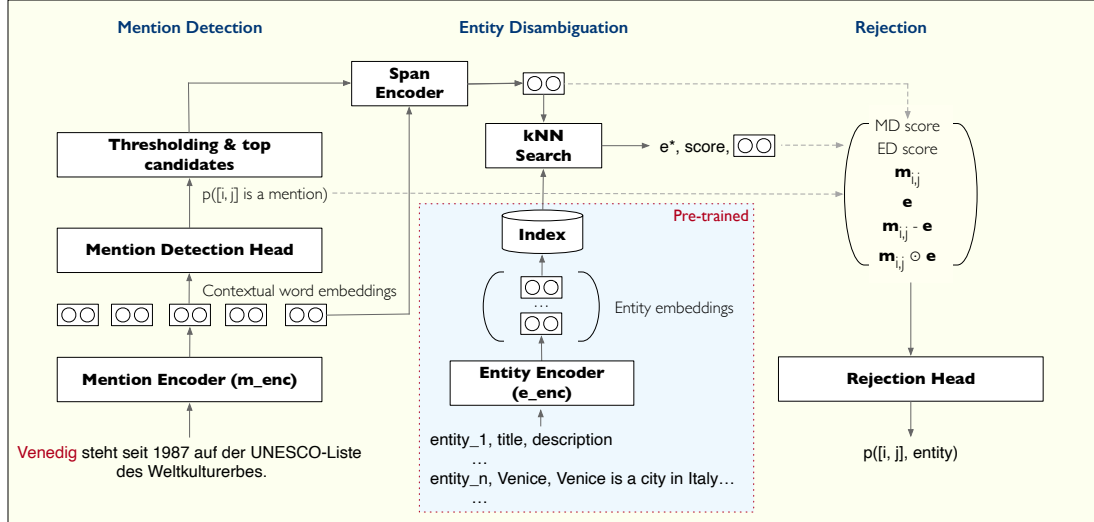 Mention Detection
Entity Disambiguation
Rejection
Span
Encoder
Thresholding & top
candidates
kNN
Search
e*, score,
MD score
ED score
m_{i,j}
e
m_{i,j} - e
m_{i,j} ⊙ e
p([i, j] is a mention)
Pre-trained
Mention Detection Head
Index
Contextual word embeddings
...
Entity embeddings
Mention Encoder (m_enc)
Entity Encoder
(e_enc)
Rejection Head
Venedig steht seit 1987 auf der UNESCO-Liste
des Weltkulturerbes.
entity_1, title, description
...
entity_n, Venice, Venice is a city in Italy...
...
p([i, j], entity)